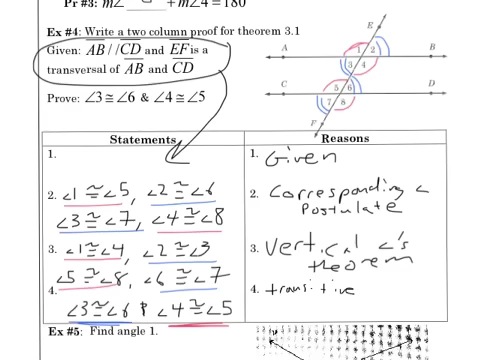 Pr #3: m∠ + m∠4 = 180
Ex #4: Write a two column proof for theorem 3.1
Given: AB // CD and EF is a
transversal of AB and CD
Prove: ∠3 ≅ ∠6 & ∠4 ≅ ∠5
E
A 1 2 B
3 4
C 5 6 D
7 8
F
Statements
1.
2. ∠1 ≅ ∠5, ∠2 ≅ ∠6
∠3 ≅ ∠7, ∠4 ≅ ∠8
3. ∠1 ≅ ∠4, ∠2 ≅ ∠3
∠5 ≅ ∠8, ∠6 ≅ ∠7
4. ∠3 ≅ ∠6 & ∠4 ≅ ∠5
Reasons
1. Given
2. Corresponding ∠
Postulate
3. Vertical ∠'s
theorem
4. transitive
Ex #5: Find angle 1.